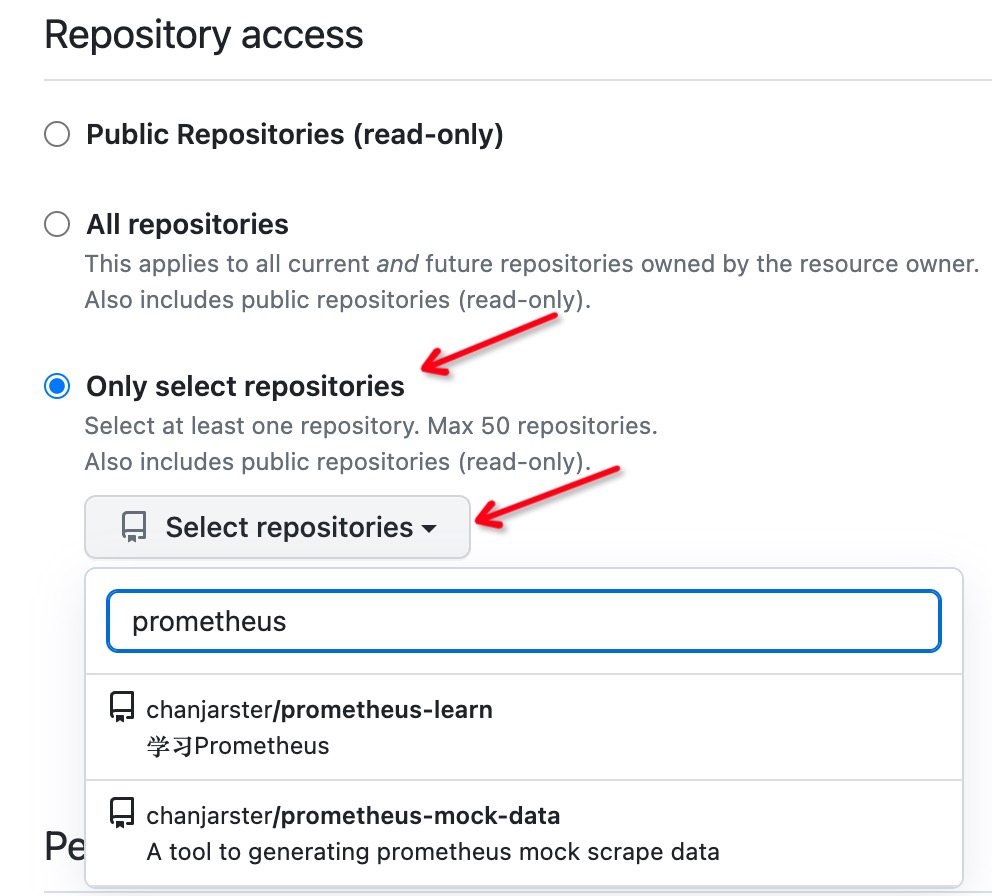 Repository access
Public Repositories (read-only)
All repositories
This applies to all current and future repositories owned by the resource owner.
Also includes public repositories (read-only).
Only select repositories
Select at least one repository. Max 50 repositories.
Also includes public repositories (read-only).
Select repositories
prometheus
chanjarster/prometheus-learn
学习Prometheus
chanjarster/prometheus-mock-data
A tool to generating prometheus mock scrape data
Pe